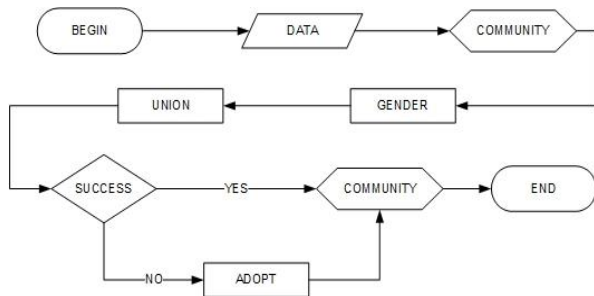 BEGIN
DATA
COMMUNITY
UNION
GENDER
SUCCESS
YES
COMMUNITY
END
NO
ADOPT